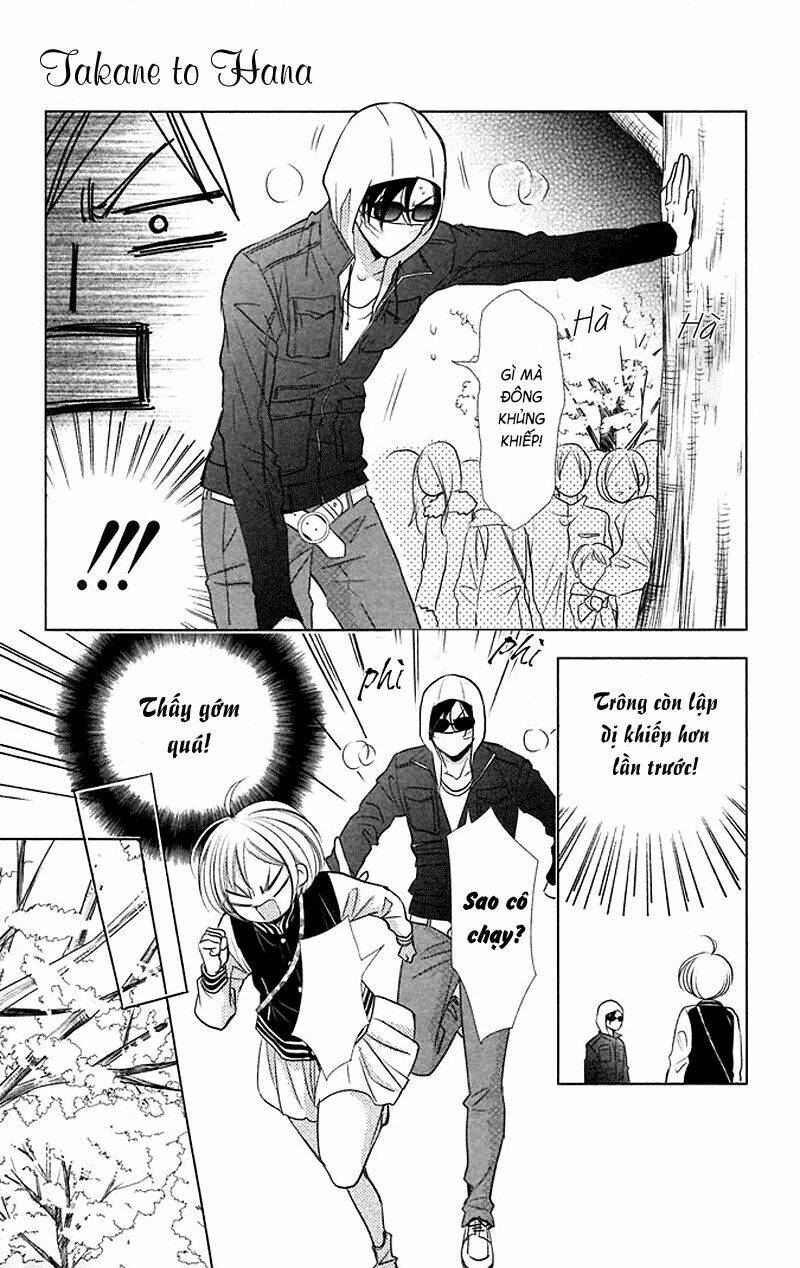 Takane to Hana
Hà
Hà
GÌ MÀ
ĐÔNG
KHỦNG
KHIẾP!
!!!
Trông còn lập
dị khiếp hơn
lần trước!
phì
phì
Thấy gớm
quá!
Sao cô
chạy?